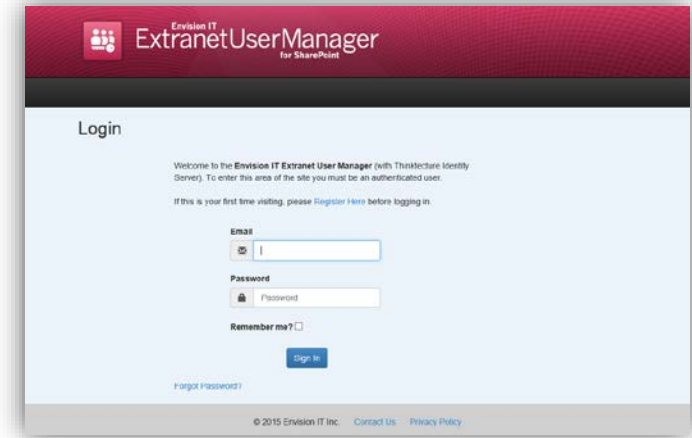 Envision IT
ExtranetUserManager
for SharePoint
Login
Welcome to the Envision IT Extranet User Manager (with Thinktecture Identity
Server). To enter this area of the site you must be an authenticated user.
If this is your first time visiting, please Register Here before logging in.
Email
Password
Password
Remember me?
Sign In
Forgot Password?
© 2015 Envision IT Inc. Contact Us Privacy Policy